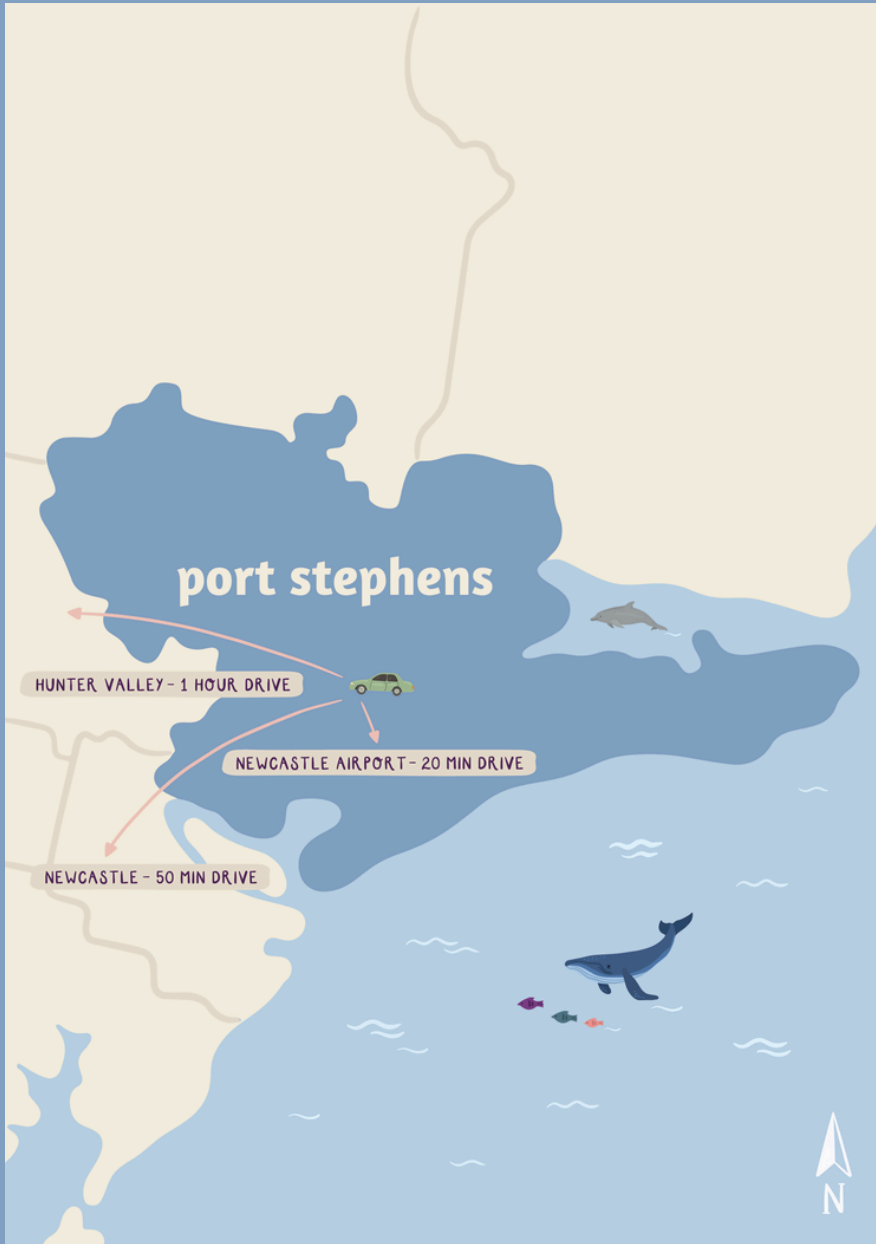 port stephens
HUNTER VALLEY - 1 HOUR DRIVE
NEWCASTLE AIRPORT - 20 MIN DRIVE
NEWCASTLE - 50 MIN DRIVE
N